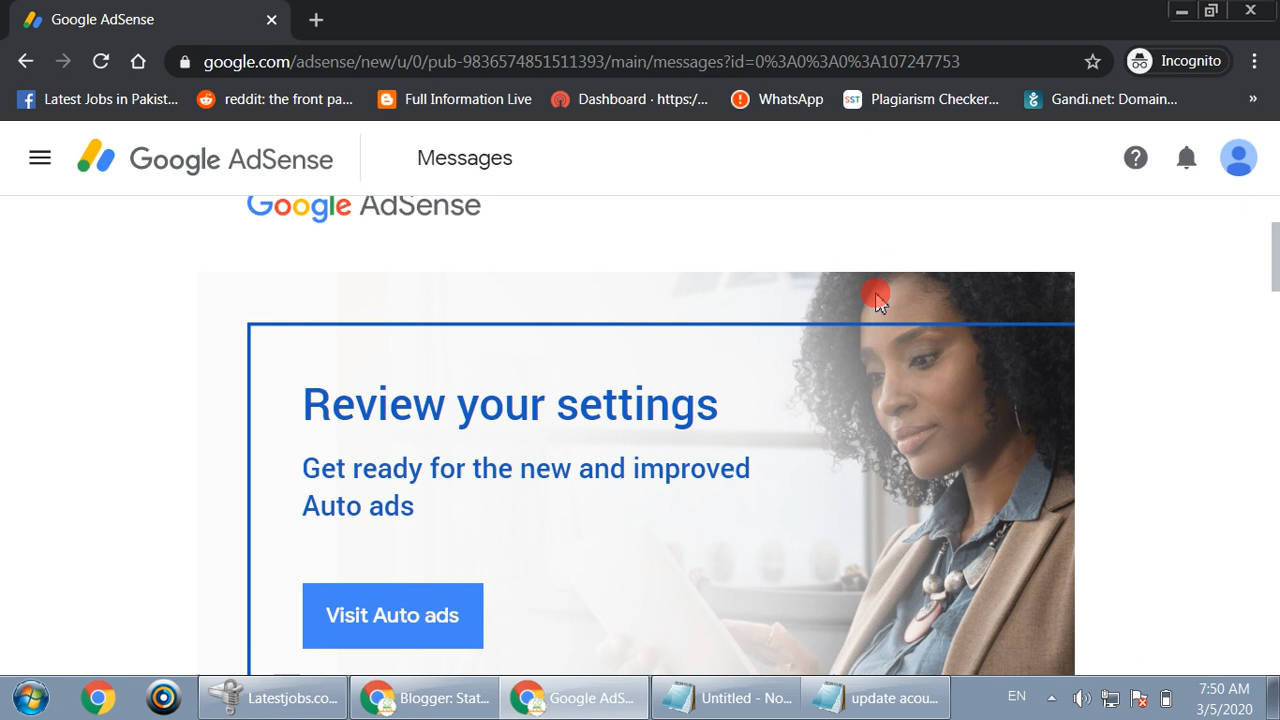 Google AdSense
google.com/adsense/new/u/0/pub-9836574851511393/main/messages?id=0%3A0%3A0%3A107247753
Incognito
Latest Jobs in Pakist...
reddit: the front pa...
Full Information Live
Dashboard · https:/...
WhatsApp
SST
Plagiarism Checker...
Gandi.net: Domain...
»
Google AdSense
Messages
Google AdSense
Review your settings
Get ready for the new and improved
Auto ads
Visit Auto ads
Latestjobs.co...
Blogger: Stat...
Google AdS...
Untitled - No...
update acou...
EN
7:50 AM
3/5/2020